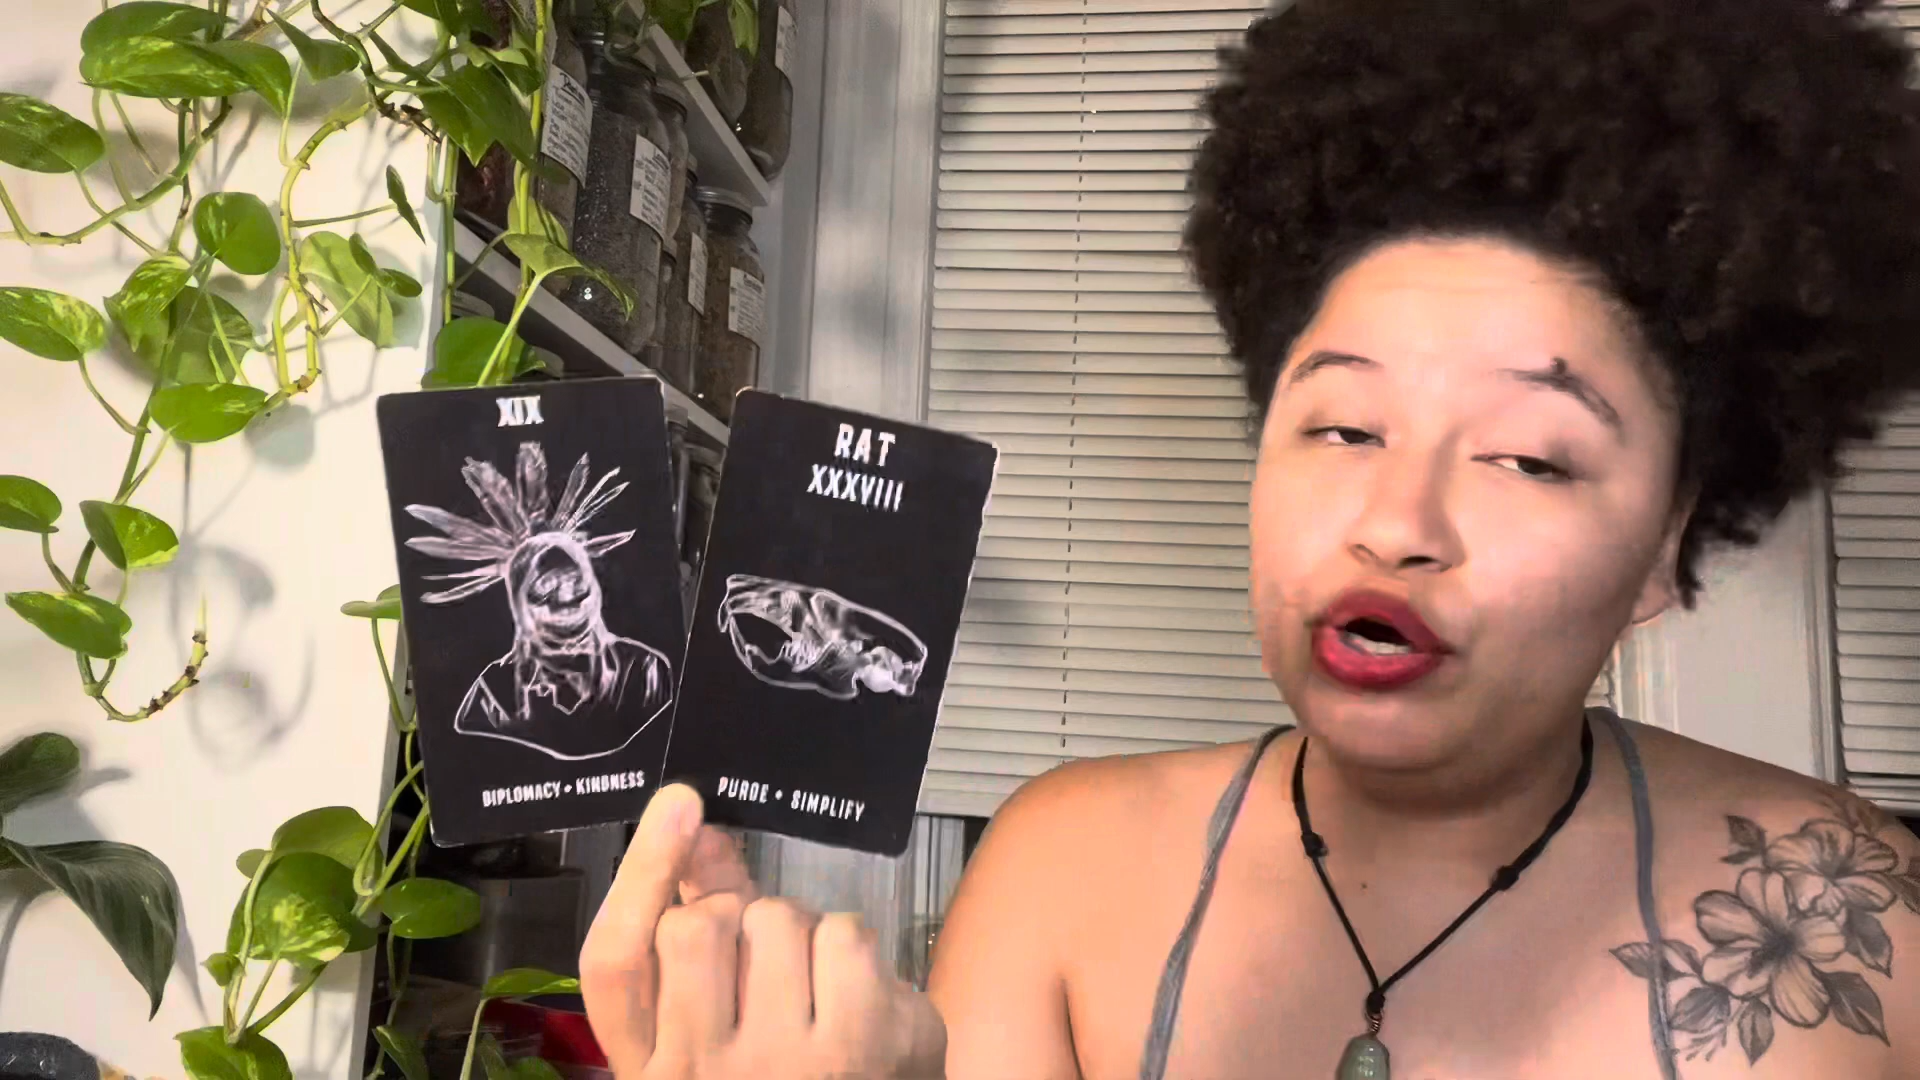 XIX
DIPLOMACY • KINDNESS
RAT
XXXVIII
PURGE • SIMPLIFY